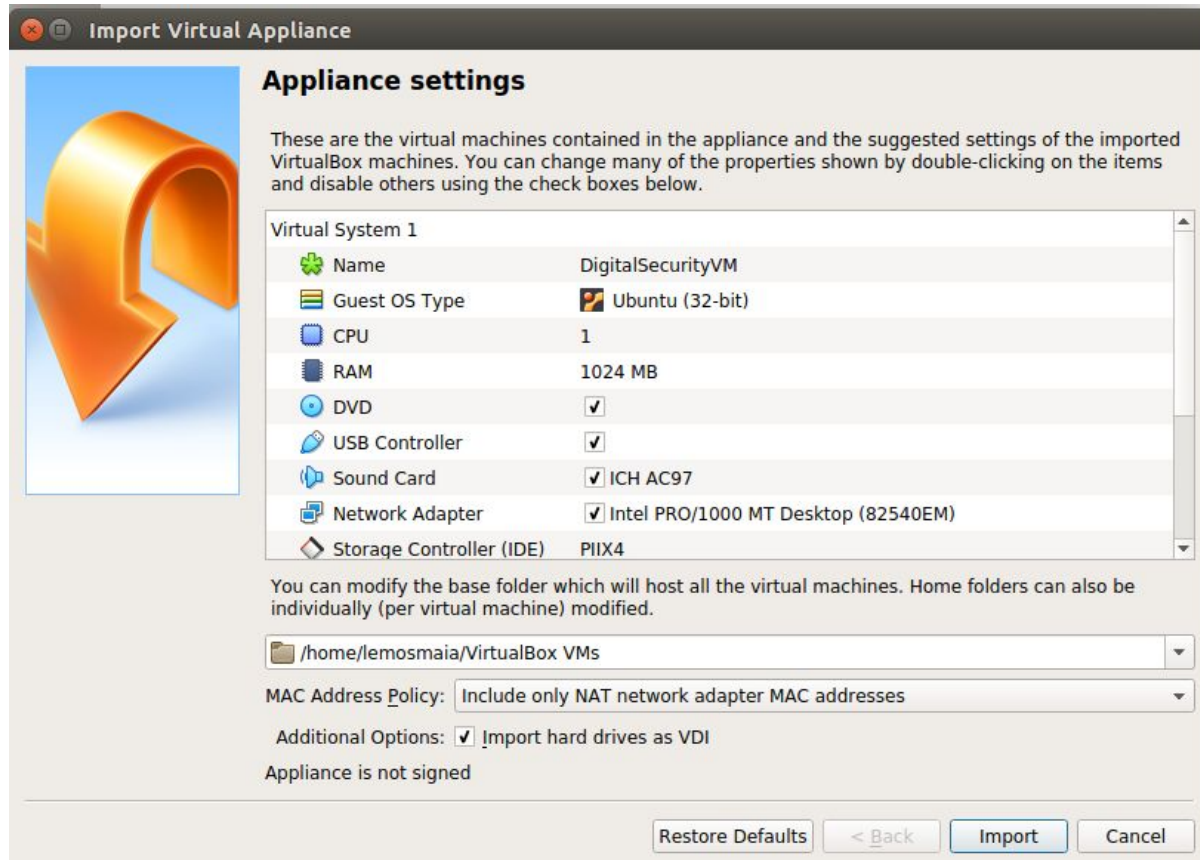 Import Virtual Appliance
Appliance settings
These are the virtual machines contained in the appliance and the suggested settings of the imported
VirtualBox machines. You can change many of the properties shown by double-clicking on the items
and disable others using the check boxes below.
Virtual System 1
Name DigitalSecurityVM
Guest OS Type Ubuntu (32-bit)
CPU 1
RAM 1024 MB
DVD
USB Controller
Sound Card ICH AC97
Network Adapter Intel PRO/1000 MT Desktop (82540EM)
Storage Controller (IDE) PIIX4
You can modify the base folder which will host all the virtual machines. Home folders can also be
individually (per virtual machine) modified.
/home/lemosmaia/VirtualBox VMs
MAC Address Policy: Include only NAT network adapter MAC addresses
Additional Options: Import hard drives as VDI
Appliance is not signed
Restore Defaults < Back Import Cancel